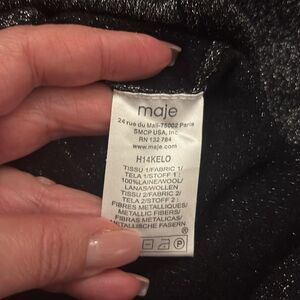 maje
24 rue du Mail-75002 Paris
SMCP USA, Inc.
RN 132 784
www.maje.com
H14KELO
TISSU 1/FABRIC 1/
TELA 1/STOFF 1 :
100%LAINE/WOOL/
LANAS/WOLLEN
TISSU 2/FABRIC 2/
TELA 2/STOFF 2 :
FIBRES METALLIQUES/
METALLIC FIBERS/
FIBRAS METALICAS/
METALLISCHE FASERN
P